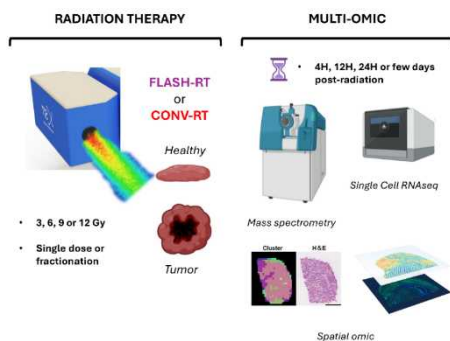 RADIATION THERAPY
FLASH-RT
or
CONV-RT
Healthy
• 3, 6, 9 or 12 Gy
• Single dose or
fractionation
Tumor
MULTI-OMIC
• 4H, 12H, 24H or few days
post-radiation
Single Cell RNAseq
Mass spectrometry
Cluster
H&E
Spatial omic